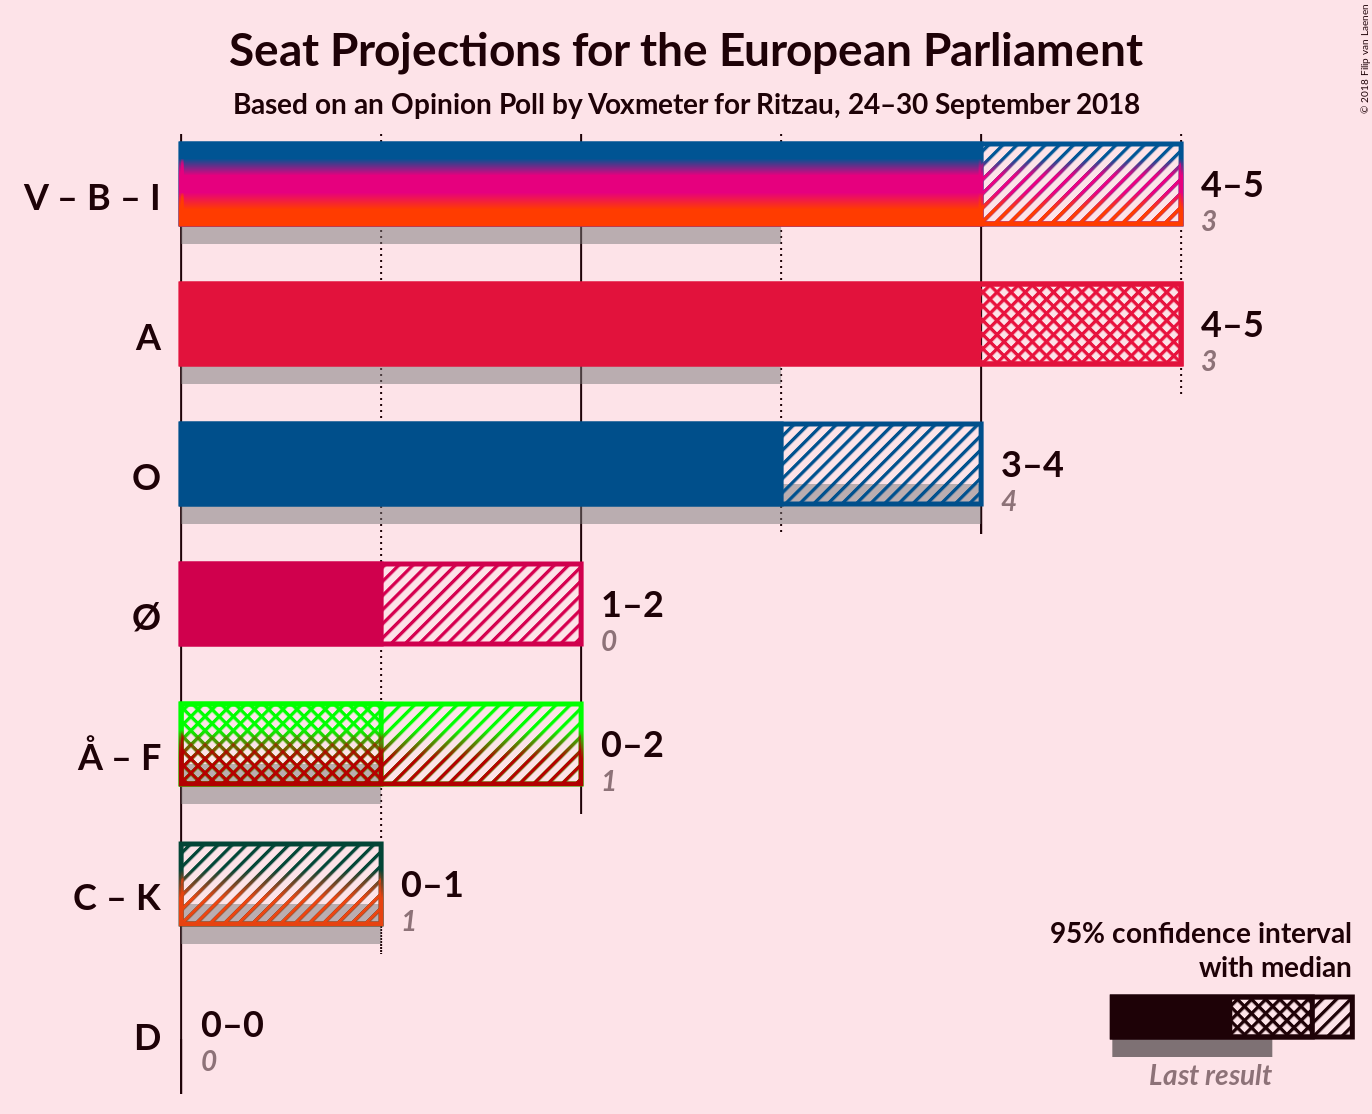 Seat Projections for the European Parliament
Based on an Opinion Poll by Voxmeter for Ritzau, 24–30 September 2018
© 2018 Filip van Laenen
V – B – I
4–5
3
A
4–5
3
O
3–4
4
Ø
1–2
0
Å – F
0–2
1
C – K
0–1
1
D
0–0
0
95% confidence interval
with median
Last result